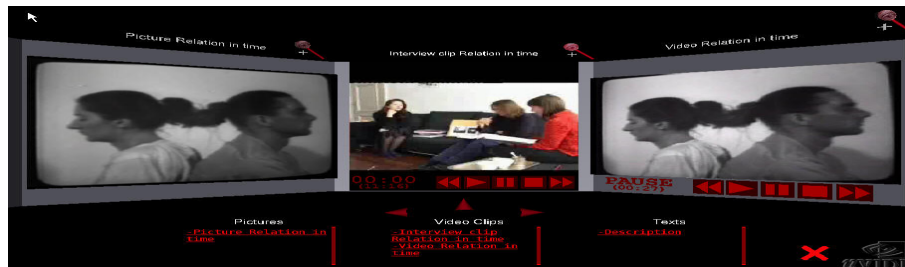 Picture Relation in time
Interview clip Relation in time
Video Relation in time
00:00
PAUSE
(00:27)
Pictures
-Picture Relation in
time
Video Clips
-Interview clip
Relation in time
-Video Relation in
time
Texts
-Description